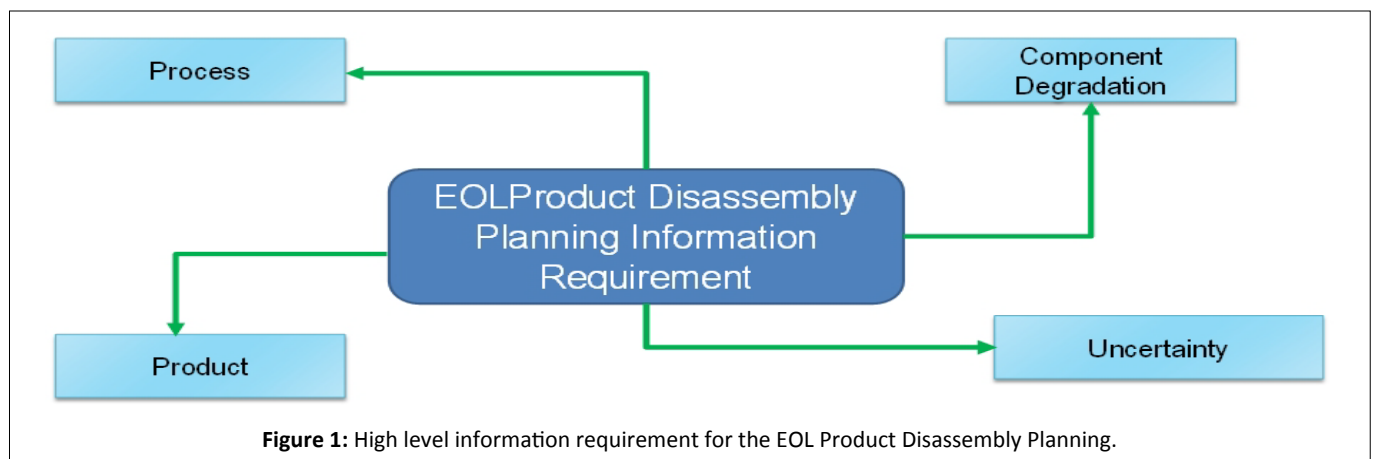 Process
Component
Degradation
EOLProduct Disassembly
Planning Information
Requirement
Product
Uncertainty
Figure 1: High level information requirement for the EOL Product Disassembly Planning.